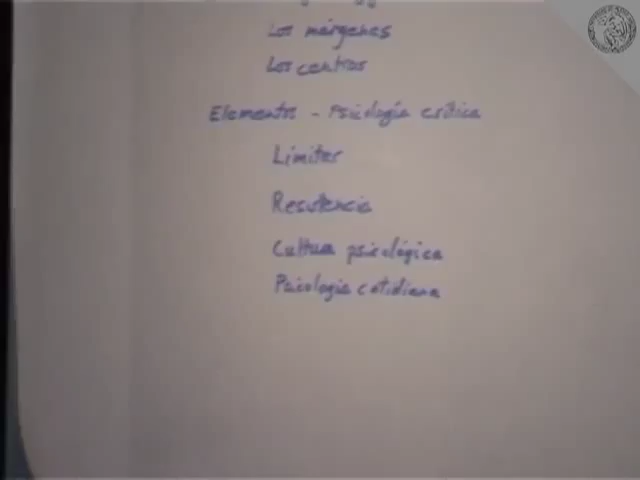 Los márgenes
Los centros
Elementos - Psicología crítica
Límites
Resistencia
Cultura psicológica
Psicología cotidiana